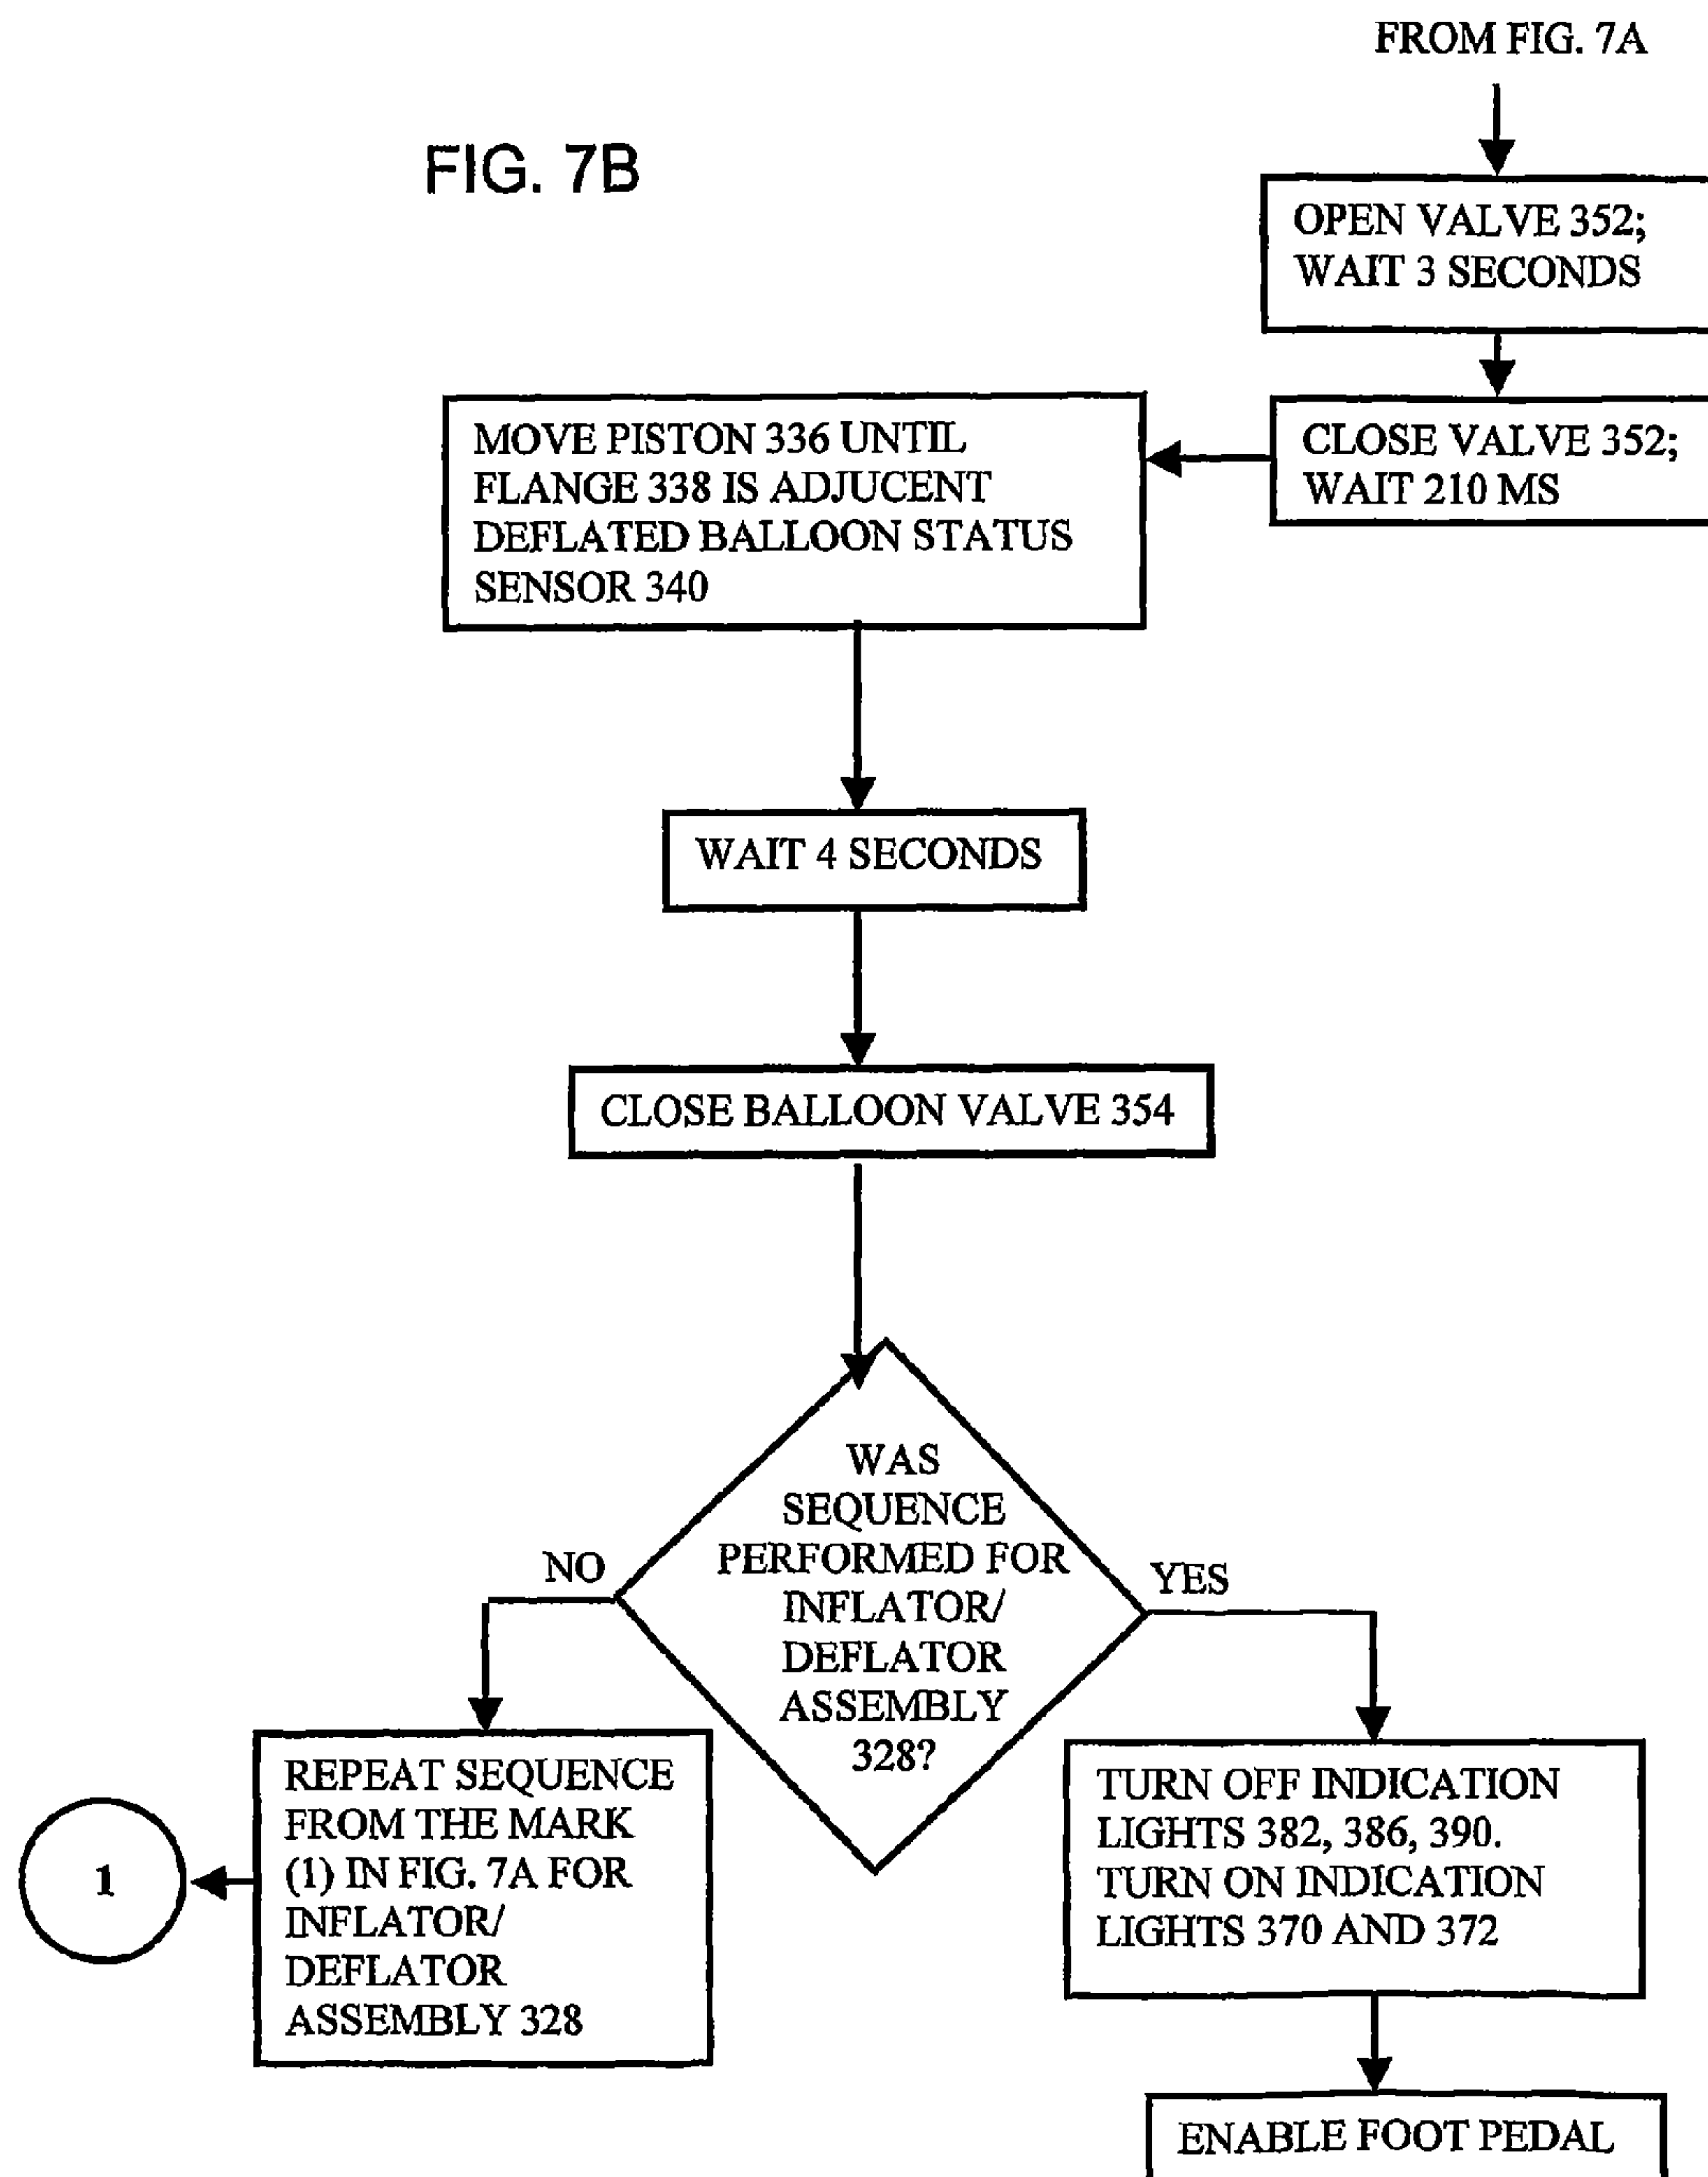 FROM FIG. 7A
FIG. 7B
OPEN VALVE 352;
WAIT 3 SECONDS
CLOSE VALVE 352;
WAIT 210 MS
MOVE PISTON 336 UNTIL
FLANGE 338 IS ADJUCENT
DEFLATED BALLOON STATUS
SENSOR 340
WAIT 4 SECONDS
CLOSE BALLOON VALVE 354
WAS
SEQUENCE
PERFORMED FOR
INFLATOR/
DEFLATOR
ASSEMBLY
328?
NO
YES
REPEAT SEQUENCE
FROM THE MARK
(1) IN FIG. 7A FOR
INFLATOR/
DEFLATOR
ASSEMBLY 328
1
TURN OFF INDICATION
LIGHTS 382, 386, 390.
TURN ON INDICATION
LIGHTS 370 AND 372
ENABLE FOOT PEDAL